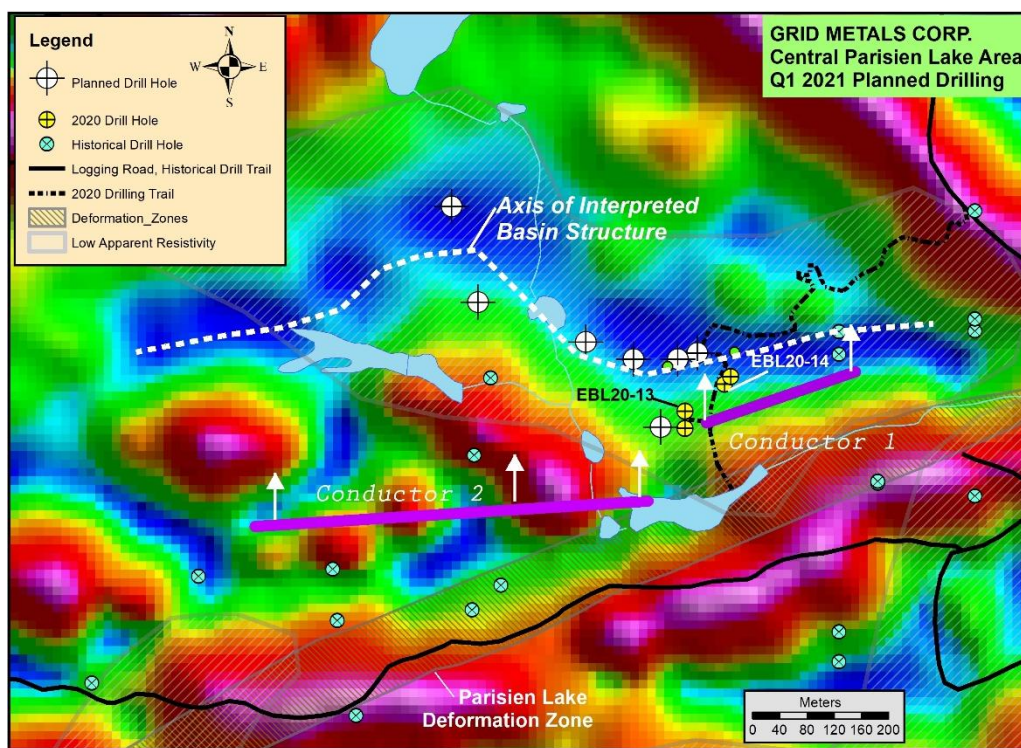 Legend
N
W E
S
Planned Drill Hole
2020 Drill Hole
Historical Drill Hole
Logging Road, Historical Drill Trail
2020 Drilling Trail
Deformation_Zones
Low Apparent Resistivity
GRID METALS CORP.
Central Parisien Lake Area
Q1 2021 Planned Drilling
Axis of Interpreted
Basin Structure
EBL20-14
EBL20-13
Conductor 1
Conductor 2
Parisien Lake
Deformation Zone
Meters
0 40 80 120 160 200